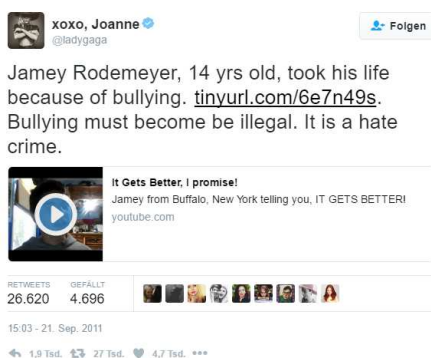 xoxo, Joanne
@ladygaga
Folgen
Jamey Rodemeyer, 14 yrs old, took his life
because of bullying. tinyurl.com/6e7n49s.
Bullying must become be illegal. It is a hate
crime.
It Gets Better, I promise!
Jamey from Buffalo, New York telling you, IT GETS BETTER!
youtube.com
RETWEETS GEFÄLLT
26.620 4.696
15:03 - 21. Sep. 2011
1,9 Tsd. 27 Tsd. 4,7 Tsd.